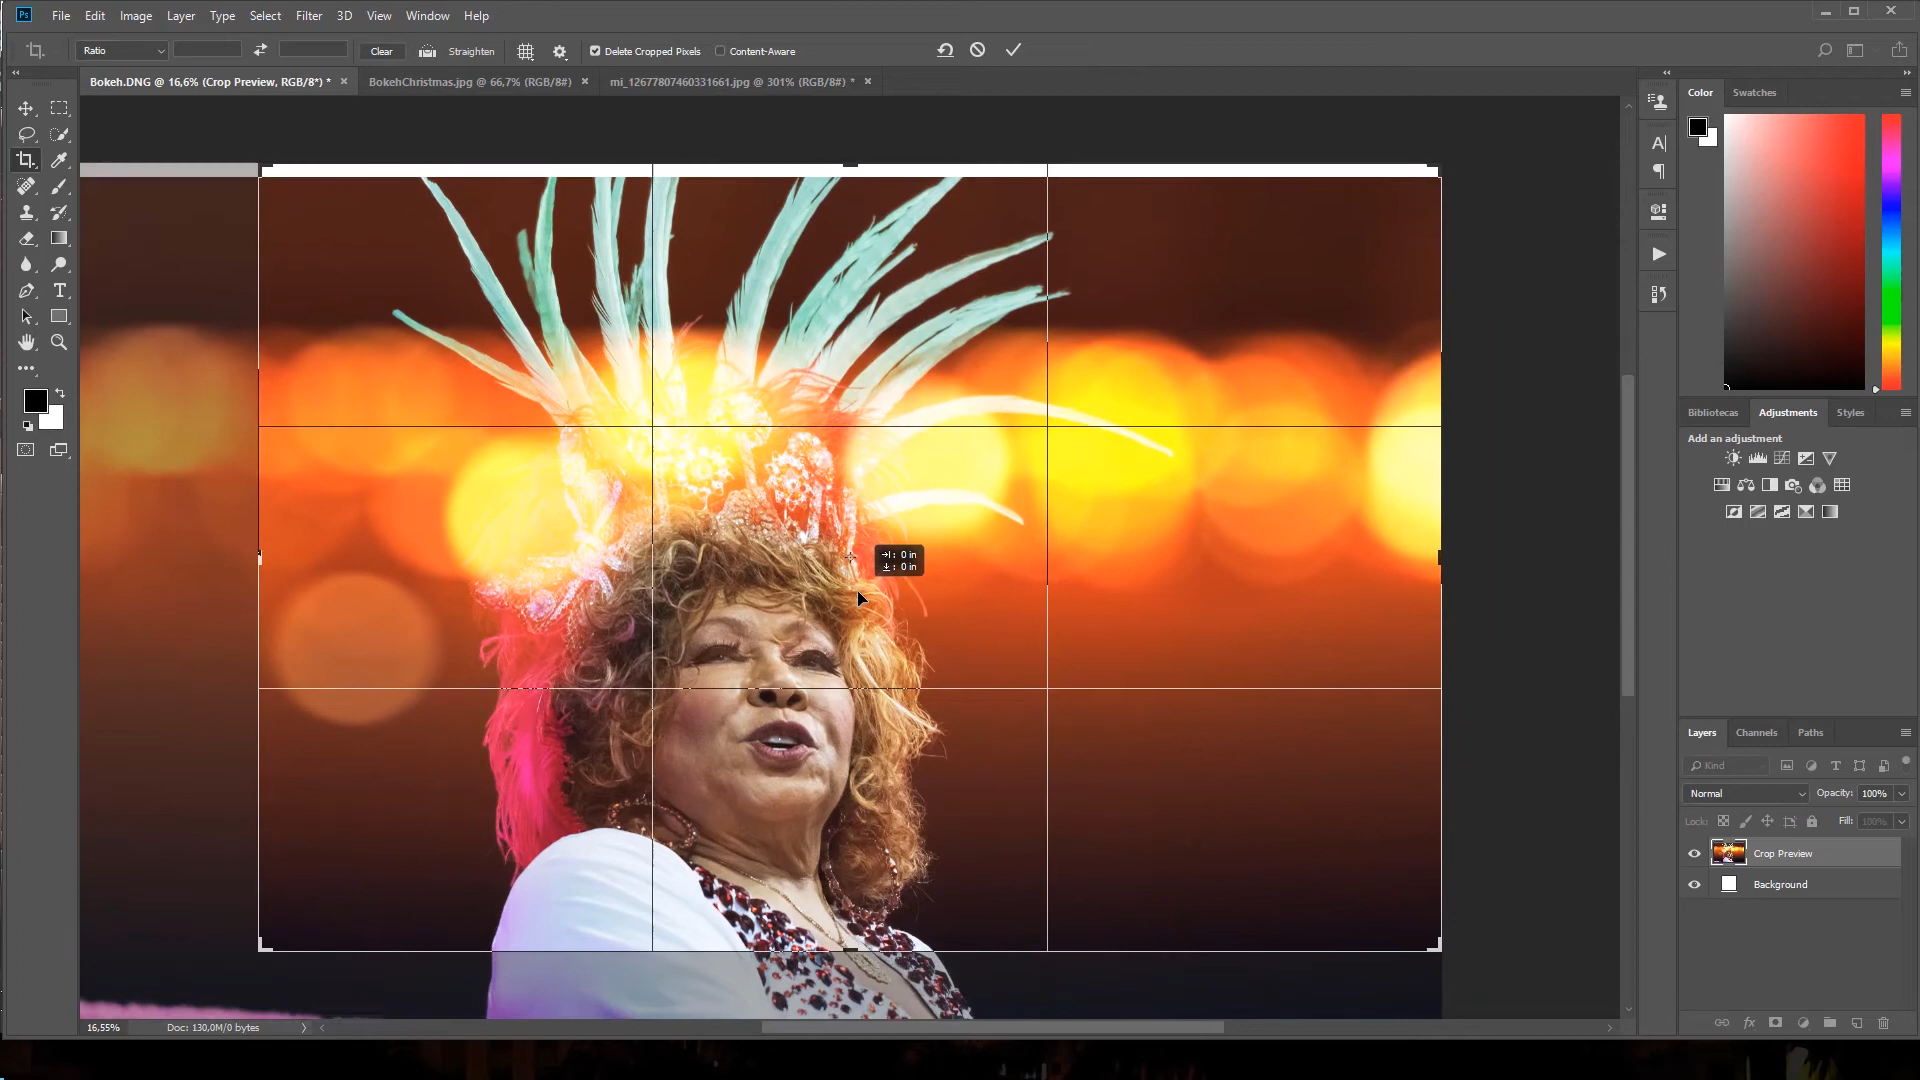 Ps File Edit Image Layer Type Select Filter 3D View Window Help
Ratio Clear Straighten Delete Cropped Pixels Content-Aware
Bokeh.DNG @ 16,6% (Crop Preview, RGB/8*) * BokehChristmas.jpg @ 66,7% (RGB/8#) mi_12677807460331661.jpg @ 301% (RGB/8#) *
Color Swatches
Bibliotecas Adjustments Styles
Add an adjustment
: 0 in
: 0 in
Layers Channels Paths
Kind
Normal Opacity: 100%
Lock: Fill: 100%
Crop Preview
Background
16,55% Doc: 130,0M/0 bytes